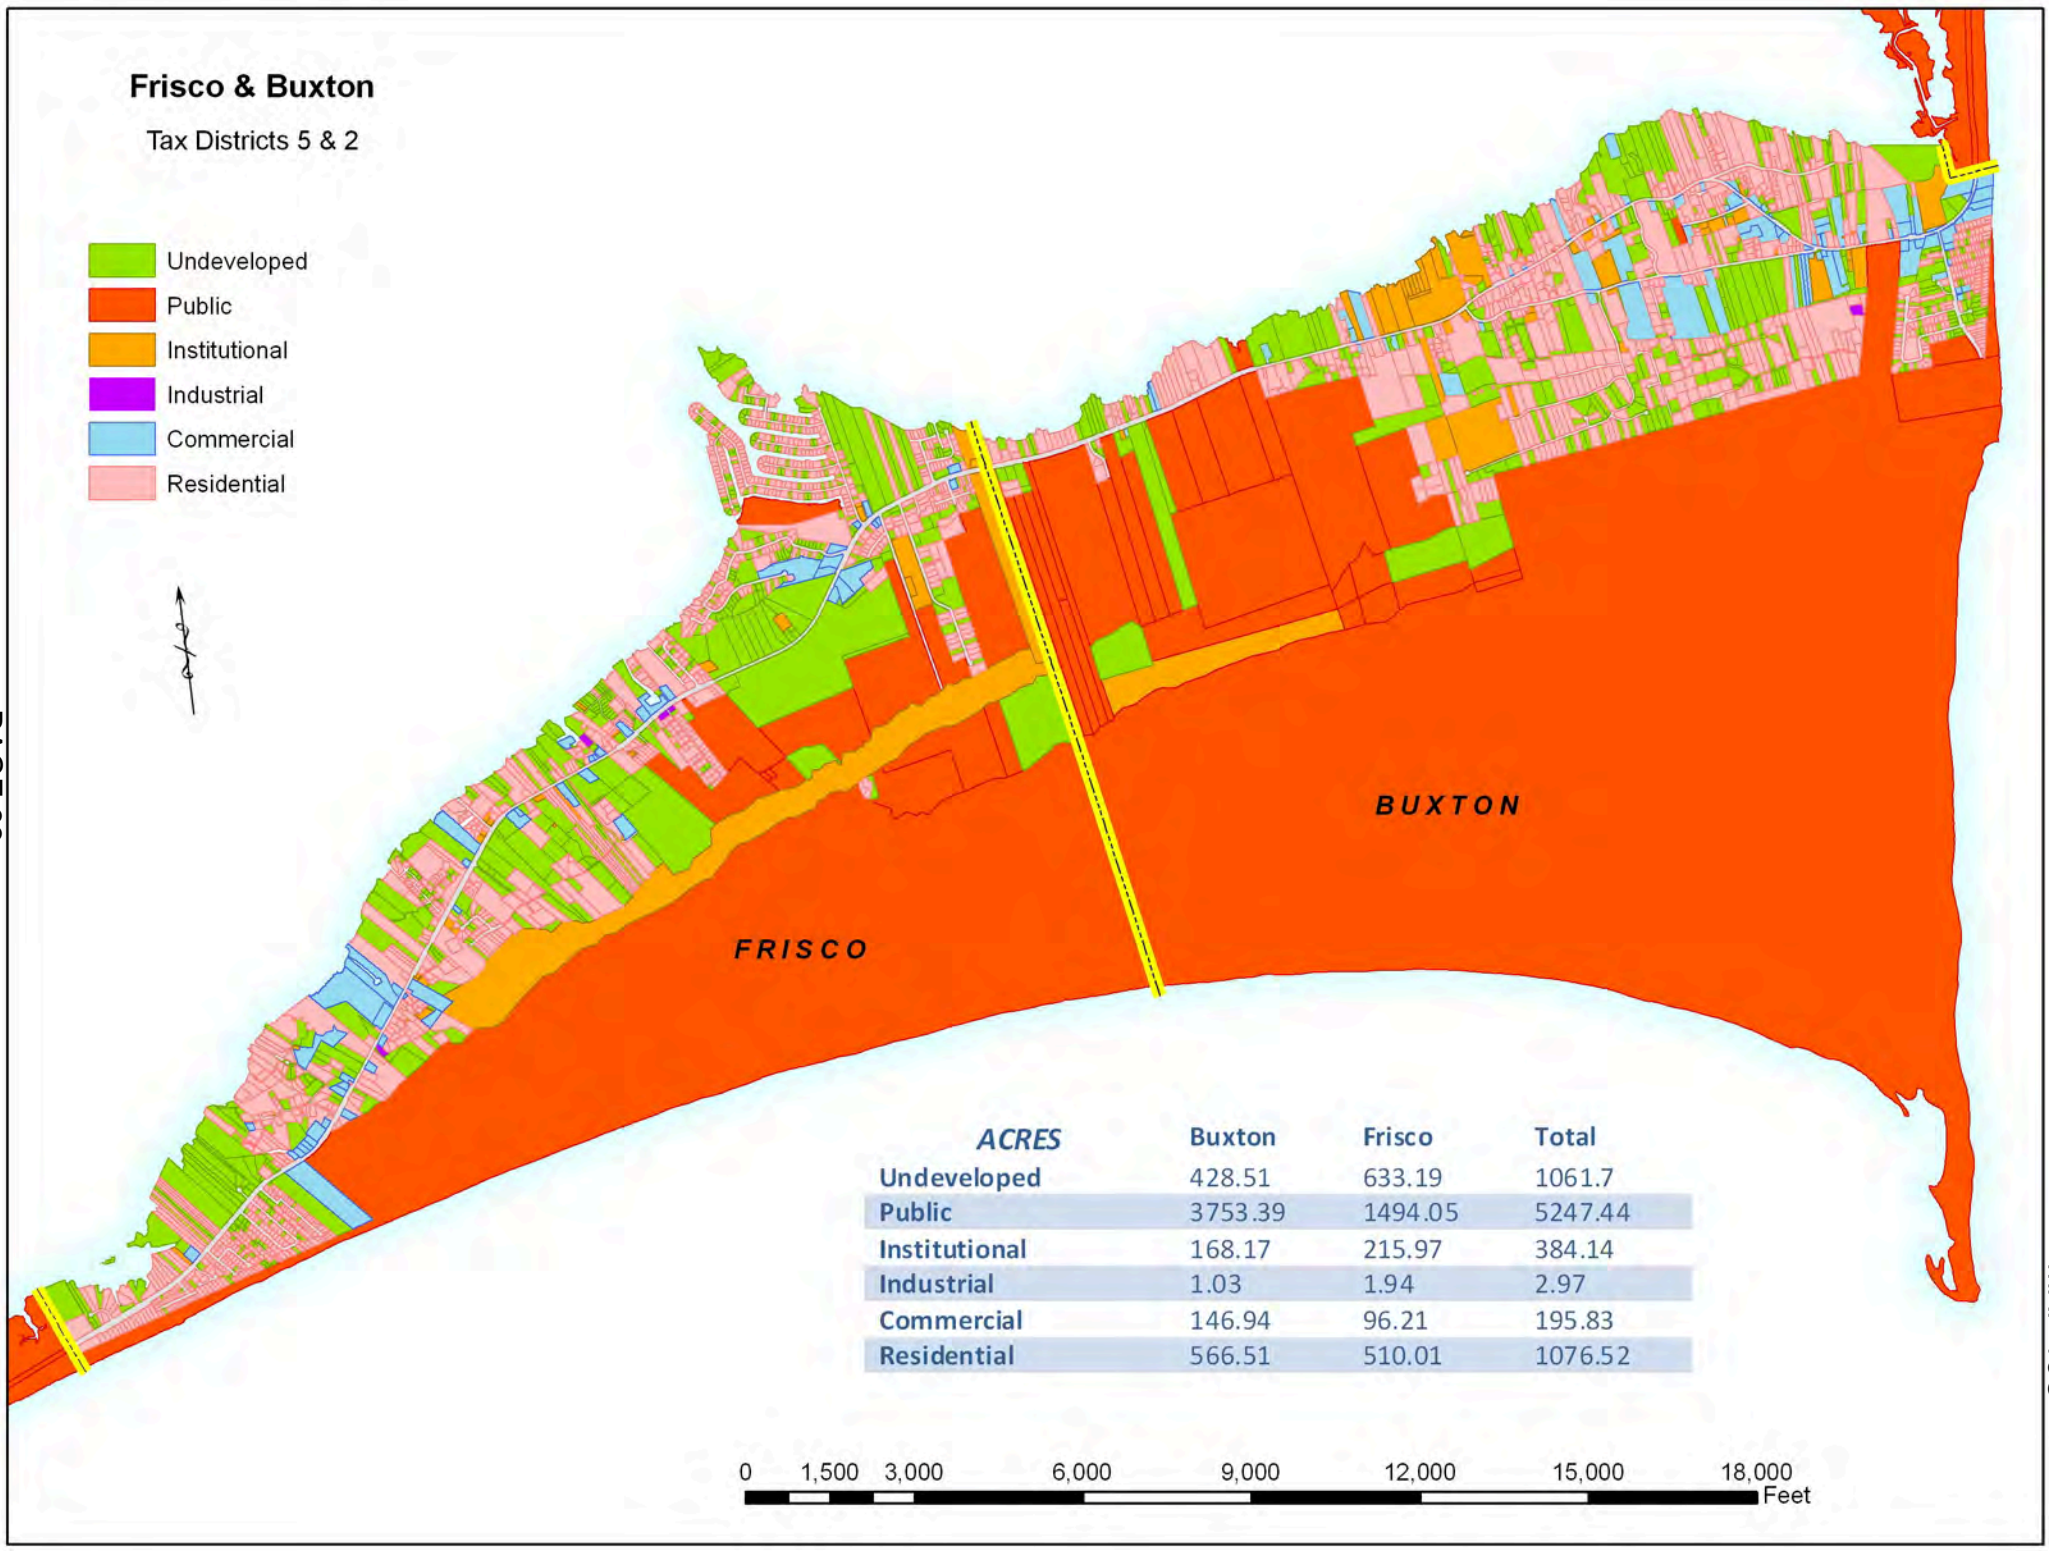 Frisco & Buxton
Tax Districts 5 & 2
Undeveloped
Public
Institutional
Industrial
Commercial
Residential
BUXTON
FRISCO
ACRES Buxton Frisco Total
Undeveloped 428.51 633.19 1061.7
Public 3753.39 1494.05 5247.44
Institutional 168.17 215.97 384.14
Industrial 1.03 1.94 2.97
Commercial 146.94 96.21 195.83
Residential 566.51 510.01 1076.52
0 1,500 3,000 6,000 9,000 12,000 15,000 18,000
Feet